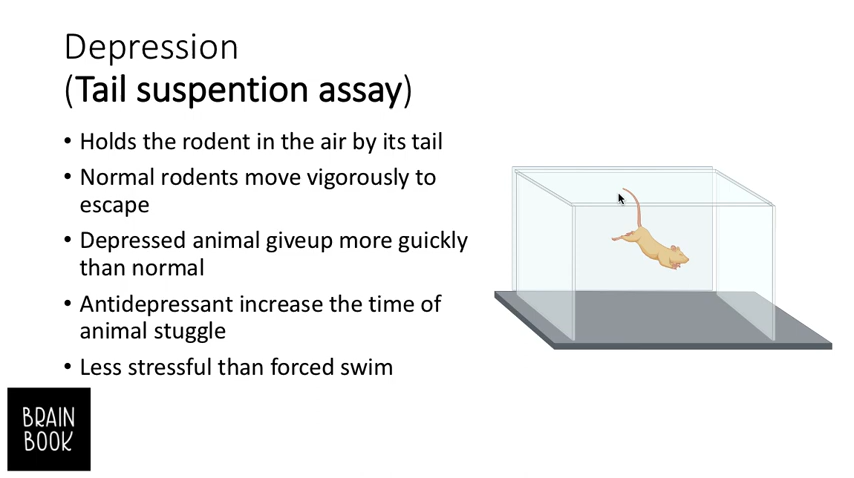 Depression
(Tail suspention assay)
• Holds the rodent in the air by its tail
• Normal rodents move vigorously to
escape
• Depressed animal giveup more guickly
than normal
• Antidepressant increase the time of
animal stuggle
• Less stressful than forced swim
BRAIN
BOOK